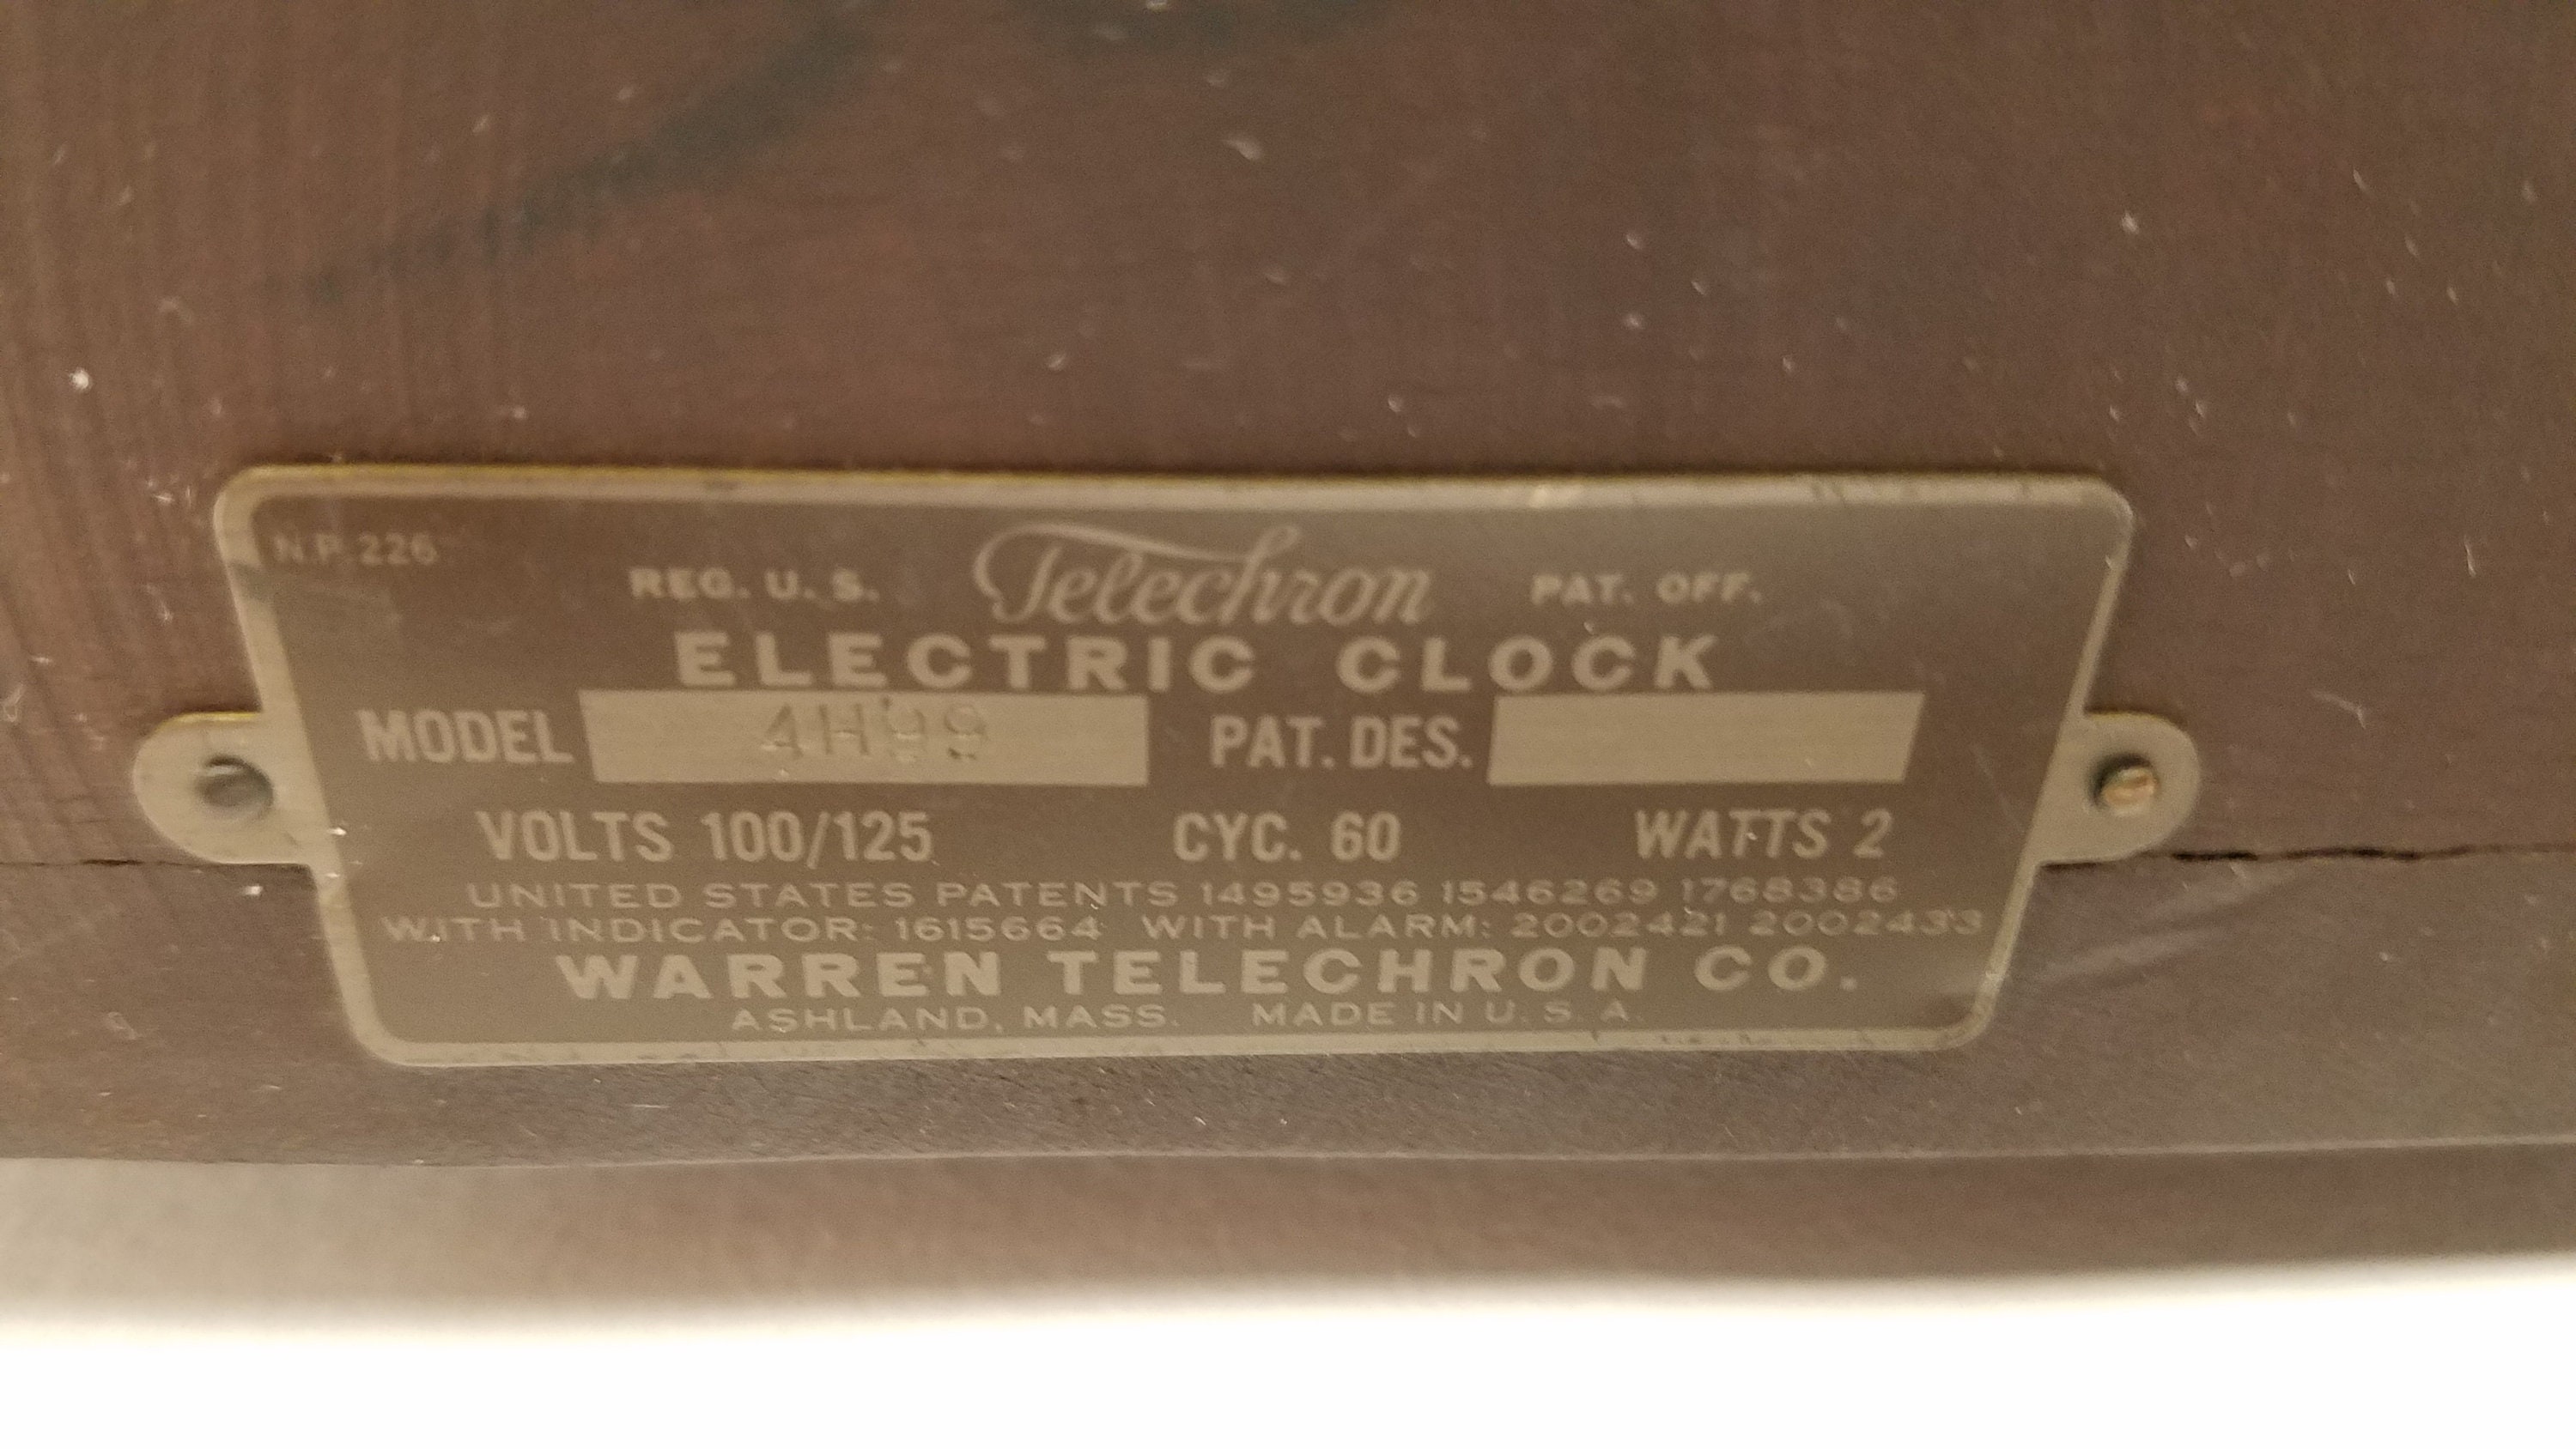 N.P. 226
REG. U. S. Telechron PAT. OFF.
ELECTRIC CLOCK
MODEL 4H99 PAT. DES.
VOLTS 100/125 CYC. 60 WATTS 2
UNITED STATES PATENTS 1495936 1546269 1768386
WITH INDICATOR: 1615664 WITH ALARM: 2002421 2002433
WARREN TELECHRON CO.
ASHLAND, MASS. MADE IN U. S. A.